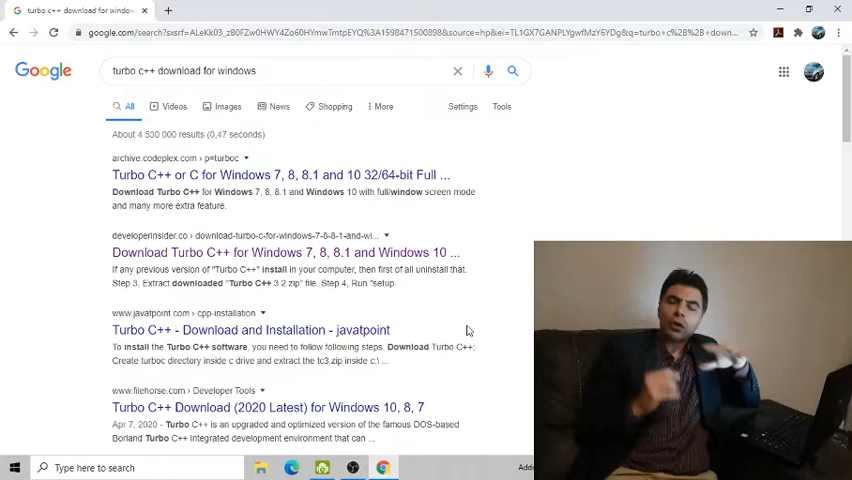 turbo c++ download for window
google.com/search?sxsrf=ALeKk03_zB0FZw0HWY4Zo60HYmwTmtpEYQ%3A1598471500898&source=hp&ei=TL1GX7GANPLYgwfMzY6YDg&q=turbo+c%2B%2B+down...
Google
turbo c++ download for windows
All Videos Images News Shopping More Settings Tools
About 4 530 000 results (0,47 seconds)
archive.codeplex.com › p=turboc
Turbo C++ or C for Windows 7, 8, 8.1 and 10 32/64-bit Full ...
Download Turbo C++ for Windows 7, 8, 8.1 and Windows 10 with full/window screen mode
and many more extra feature.
developerinsider.co › download-turbo-c-for-windows-7-8-8-1-and-wi...
Download Turbo C++ for Windows 7, 8, 8.1 and Windows 10 ...
If any previous version of "Turbo C++" install in your computer, then first of all uninstall that.
Step 3, Extract downloaded "Turbo C++ 3.2.zip" file. Step 4, Run "setup.
www.javatpoint.com › cpp-installation
Turbo C++ - Download and Installation - javatpoint
To install the Turbo C++ software, you need to follow following steps. Download Turbo C++;
Create turboc directory inside c drive and extract the tc3.zip inside c:\ ...
www.filehorse.com › Developer Tools
Turbo C++ Download (2020 Latest) for Windows 10, 8, 7
Apr 7, 2020 - Turbo C++ is an upgraded and optimized version of the famous DOS-based
Borland Turbo C++ integrated development environment that can ...
Type here to search